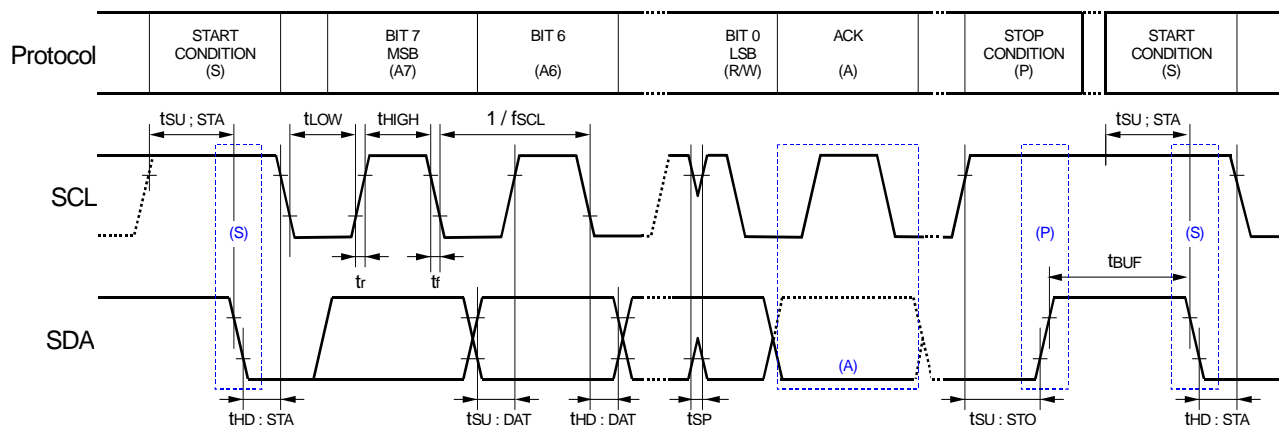 Protocol
START
CONDITION
(S)
BIT 7
MSB
(A7)
BIT 6
(A6)
BIT 0
LSB
(R/W)
ACK
(A)
STOP
CONDITION
(P)
START
CONDITION
(S)
tSU ; STA
tLOW
tHIGH
1 / fSCL
tSU ; STA
SCL
(S)
(P)
(S)
tr
tf
tBUF
SDA
(A)
tHD ; STA
tSU ; DAT
tHD ; DAT
tSP
tSU ; STO
tHD ; STA